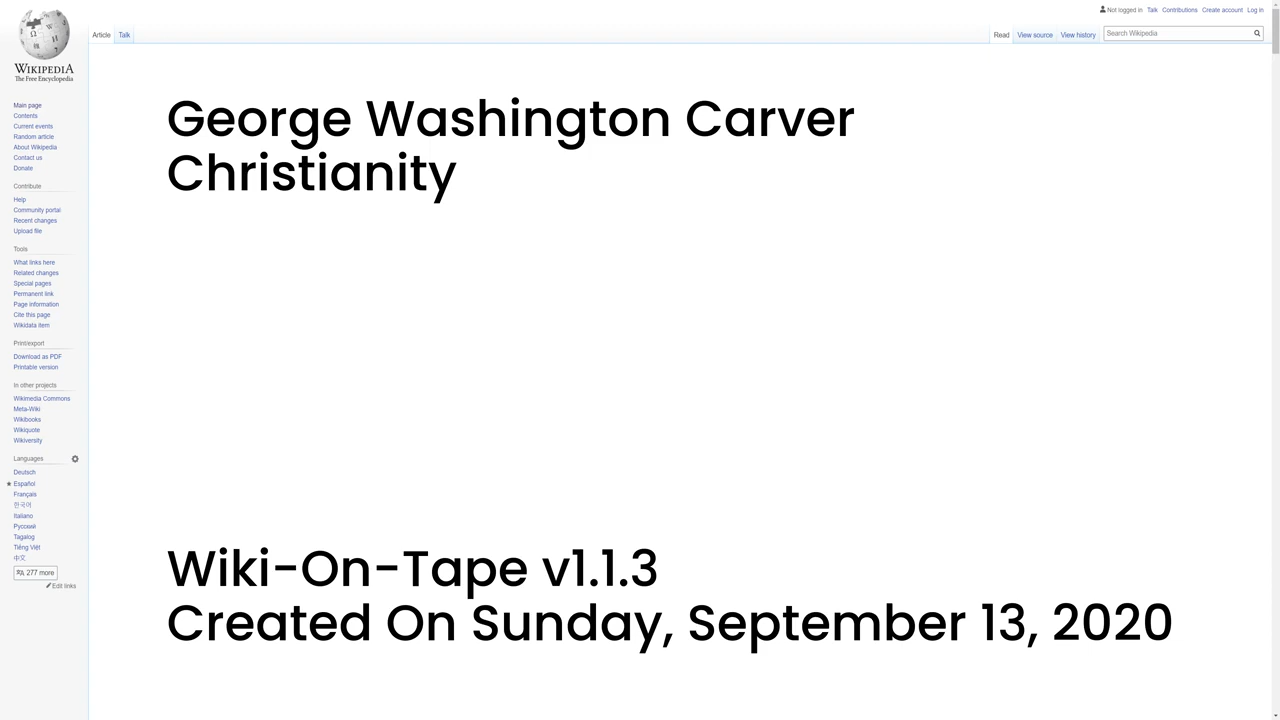 Not logged in Talk Contributions Create account Log in
Article Talk Read View source View history Search Wikipedia
WIKIPEDIA
The Free Encyclopedia
Main page
Contents
Current events
Random article
About Wikipedia
Contact us
Donate
Contribute
Help
Community portal
Recent changes
Upload file
Tools
What links here
Related changes
Special pages
Permanent link
Page information
Cite this page
Wikidata item
Print/export
Download as PDF
Printable version
In other projects
Wikimedia Commons
Meta-Wiki
Wikibooks
Wikiquote
Wikiversity
Languages
Deutsch
Español
Français
한국어
Italiano
Русский
Tagalog
Tiếng Việt
中文
277 more
Edit links
George Washington Carver
Christianity
Wiki-On-Tape v1.1.3
Created On Sunday, September 13, 2020